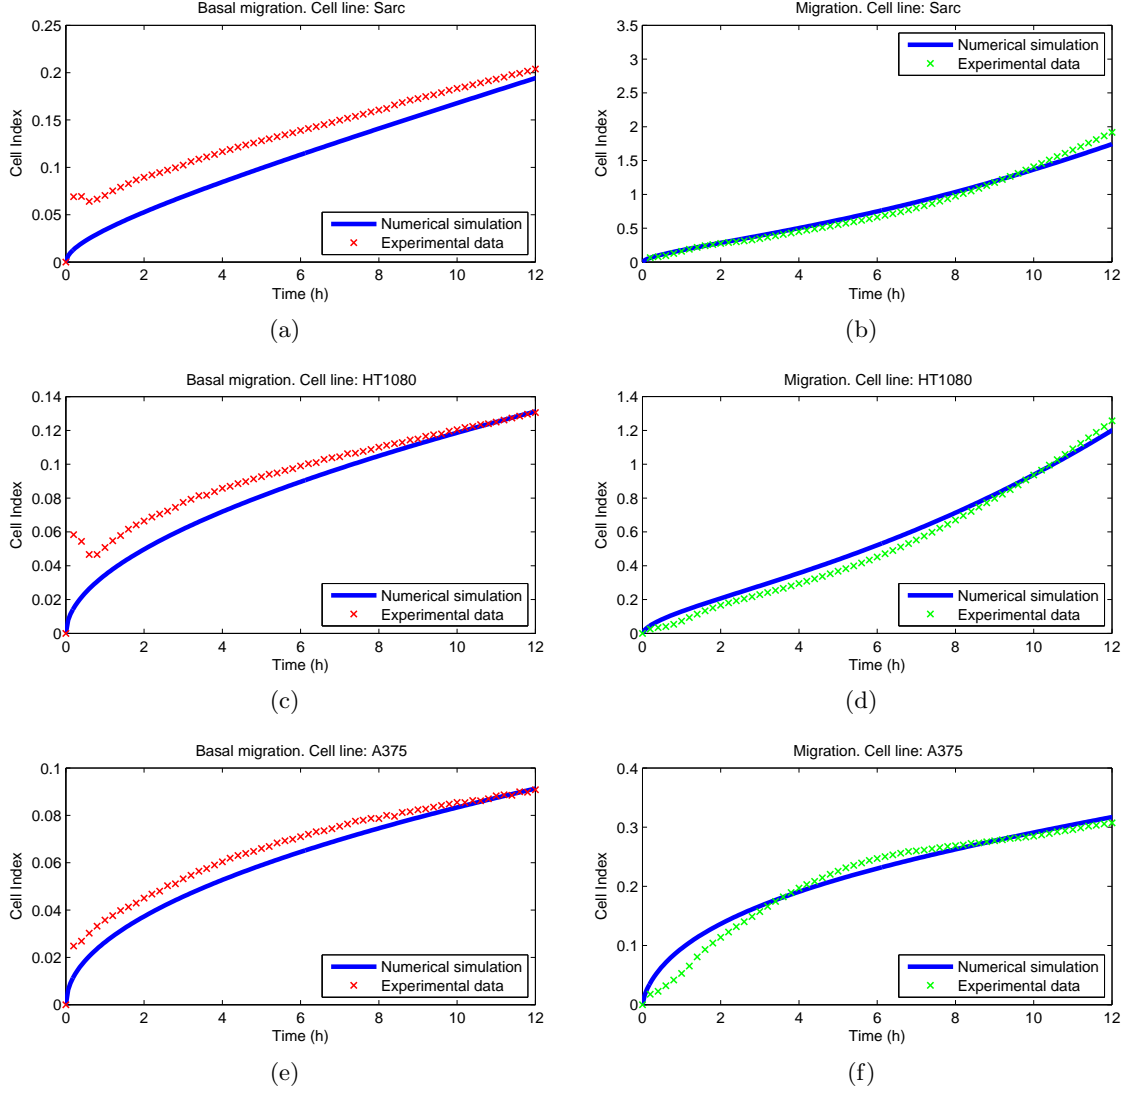 Basal migration. Cell line: Sarc
0.25
0.2
0.15
0.1
0.05
0
Cell Index
0 2 4 6 8 10 12
Time (h)
Numerical simulation
Experimental data
(a)
Migration. Cell line: Sarc
3.5
3
2.5
2
1.5
1
0.5
0
Cell Index
0 2 4 6 8 10 12
Time (h)
Numerical simulation
Experimental data
(b)
Basal migration. Cell line: HT1080
0.14
0.12
0.1
0.08
0.06
0.04
0.02
0
Cell Index
0 2 4 6 8 10 12
Time (h)
Numerical simulation
Experimental data
(c)
Migration. Cell line: HT1080
1.4
1.2
1
0.8
0.6
0.4
0.2
0
Cell Index
0 2 4 6 8 10 12
Time (h)
Numerical simulation
Experimental data
(d)
Basal migration. Cell line: A375
0.1
0.08
0.06
0.04
0.02
0
Cell Index
0 2 4 6 8 10 12
Time (h)
Numerical simulation
Experimental data
(e)
Migration. Cell line: A375
0.4
0.3
0.2
0.1
0
Cell Index
0 2 4 6 8 10 12
Time (h)
Numerical simulation
Experimental data
(f)